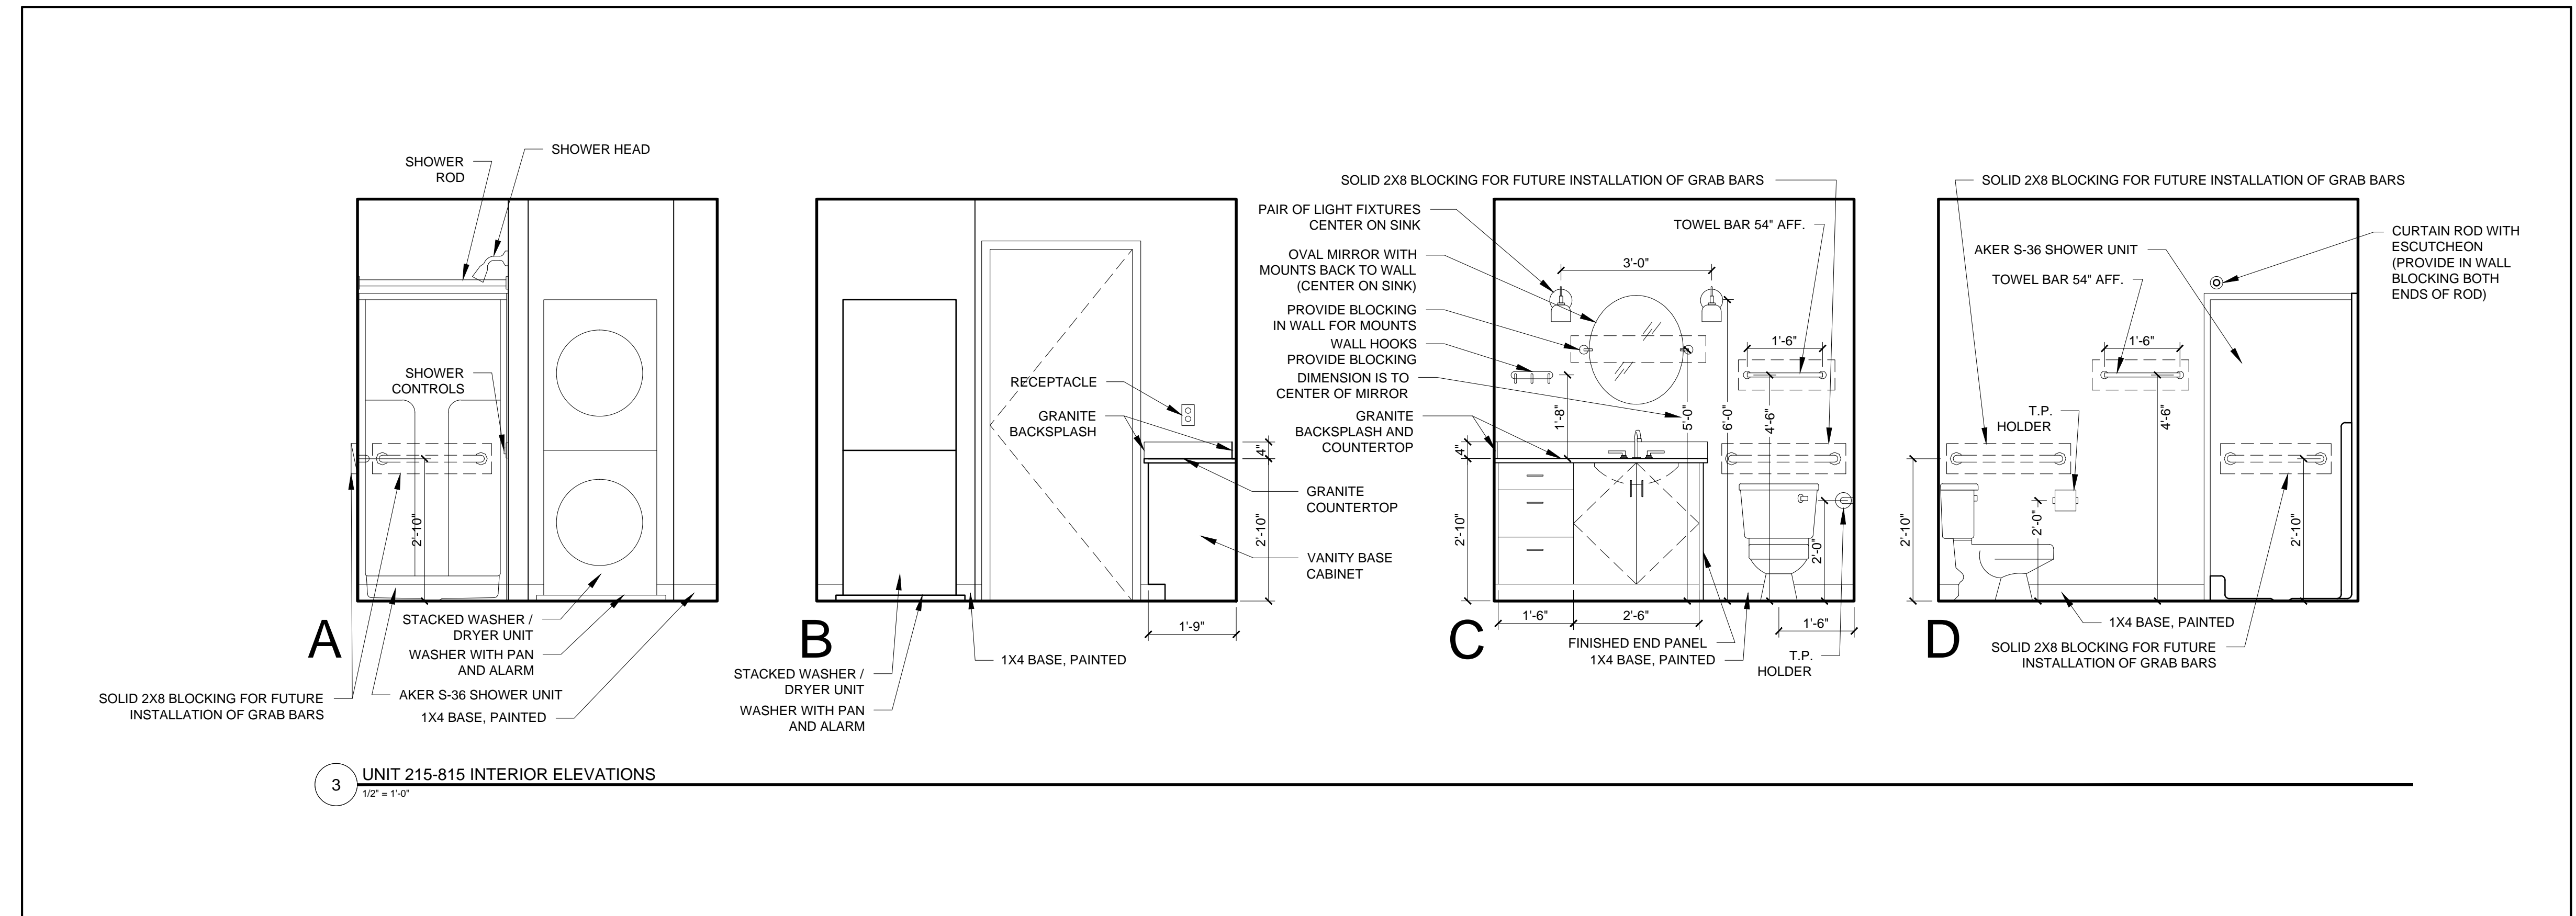 SHOWER
ROD
SHOWER HEAD
SHOWER
CONTROLS
2'-10"
STACKED WASHER /
DRYER UNIT
WASHER WITH PAN
AND ALARM
SOLID 2X8 BLOCKING FOR FUTURE
INSTALLATION OF GRAB BARS
AKER S-36 SHOWER UNIT
1X4 BASE, PAINTED
A
RECEPTACLE
GRANITE
BACKSPLASH
4"
2'-10"
GRANITE
COUNTERTOP
VANITY BASE
CABINET
1'-9"
STACKED WASHER /
DRYER UNIT
WASHER WITH PAN
AND ALARM
1X4 BASE, PAINTED
B
SOLID 2X8 BLOCKING FOR FUTURE INSTALLATION OF GRAB BARS
PAIR OF LIGHT FIXTURES
CENTER ON SINK
TOWEL BAR 54" AFF.
OVAL MIRROR WITH
MOUNTS BACK TO WALL
(CENTER ON SINK)
3'-0"
PROVIDE BLOCKING
IN WALL FOR MOUNTS
WALL HOOKS
PROVIDE BLOCKING
DIMENSION IS TO
CENTER OF MIRROR
GRANITE
BACKSPLASH AND
COUNTERTOP
1'-6"
1'-8"
5'-0"
6'-0"
4'-6"
4"
2'-10"
2'-0"
1'-6"
2'-6"
1'-6"
FINISHED END PANEL
1X4 BASE, PAINTED
T.P.
HOLDER
C
SOLID 2X8 BLOCKING FOR FUTURE INSTALLATION OF GRAB BARS
CURTAIN ROD WITH
ESCUTCHEON
(PROVIDE IN WALL
BLOCKING BOTH
ENDS OF ROD)
AKER S-36 SHOWER UNIT
TOWEL BAR 54" AFF.
1'-6"
T.P.
HOLDER
4'-6"
2'-10"
2'-0"
2'-10"
1X4 BASE, PAINTED
SOLID 2X8 BLOCKING FOR FUTURE
INSTALLATION OF GRAB BARS
D
3
UNIT 215-815 INTERIOR ELEVATIONS
1/2" = 1'-0"